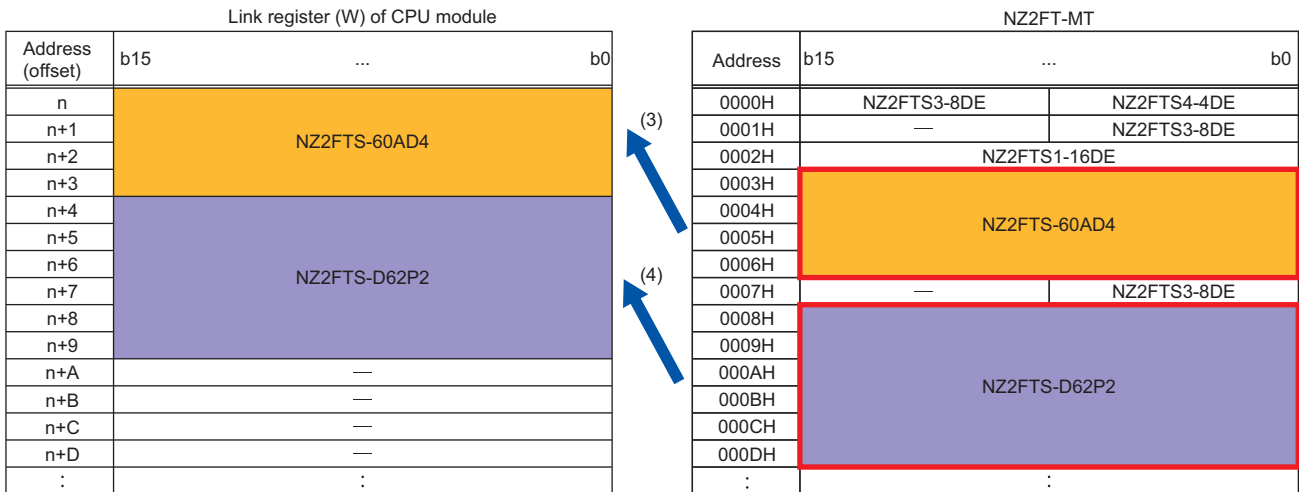 Link register (W) of CPU module
Address (offset) b15 ... b0
n NZ2FTS-60AD4
n+1
n+2
n+3
n+4 NZ2FTS-D62P2
n+5
n+6
n+7
n+8
n+9
n+A —
n+B —
n+C —
n+D —
: :
(3)
(4)
NZ2FT-MT
Address b15 ... b0
0000H NZ2FTS3-8DE NZ2FTS4-4DE
0001H — NZ2FTS3-8DE
0002H NZ2FTS1-16DE
0003H NZ2FTS-60AD4
0004H
0005H
0006H
0007H — NZ2FTS3-8DE
0008H NZ2FTS-D62P2
0009H
000AH
000BH
000CH
000DH
: :